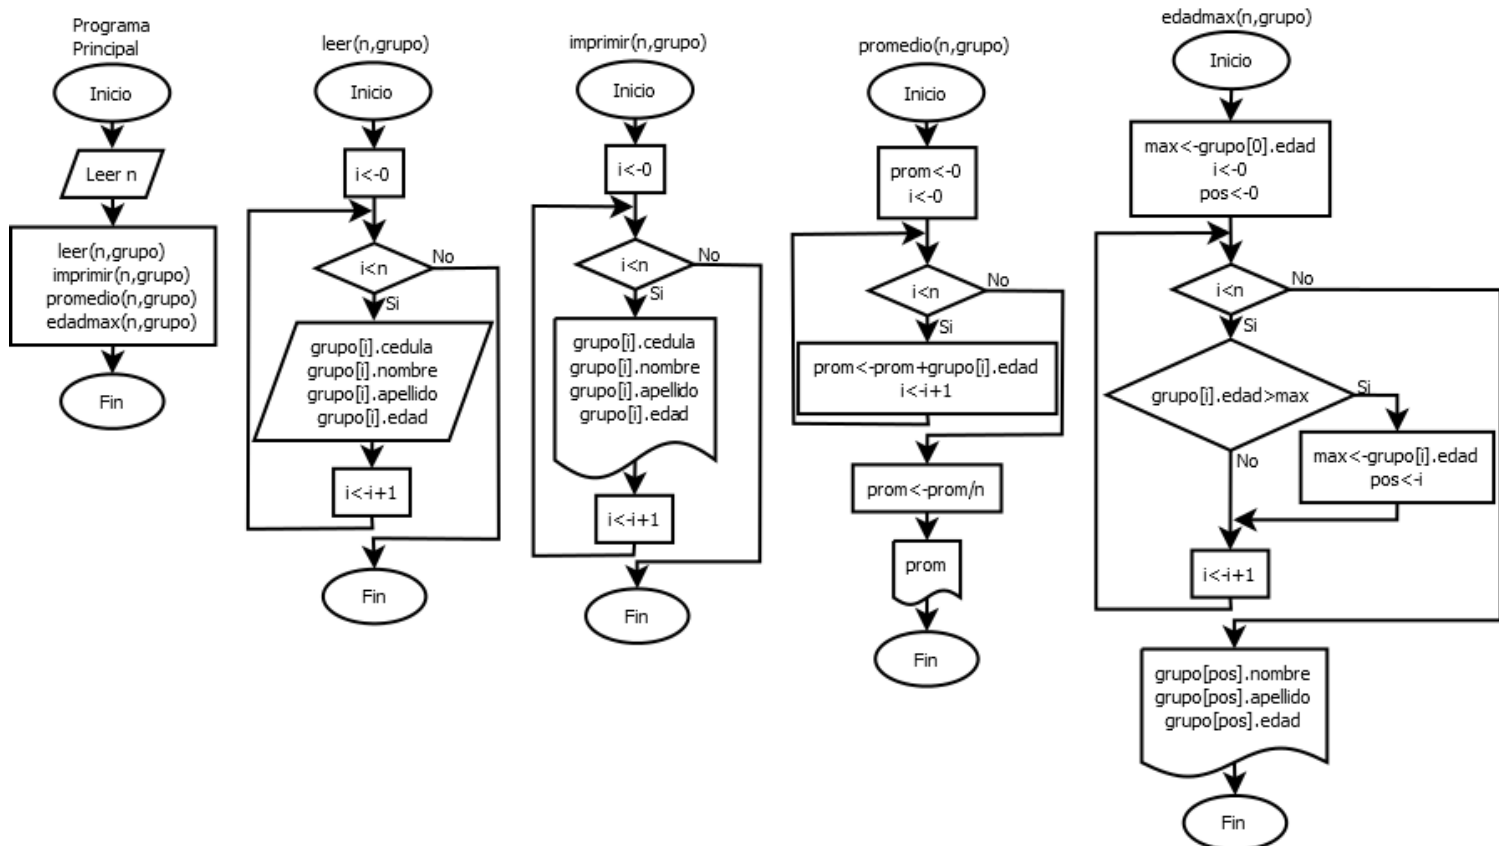 Programa
Principal
Inicio
Leer n
leer(n,grupo)
imprimir(n,grupo)
promedio(n,grupo)
edadmax(n,grupo)
Fin
leer(n,grupo)
Inicio
i<-0
i<n
No
Si
grupo[i].cedula
grupo[i].nombre
grupo[i].apellido
grupo[i].edad
i<-i+1
Fin
imprimir(n,grupo)
Inicio
i<-0
i<n
No
Si
grupo[i].cedula
grupo[i].nombre
grupo[i].apellido
grupo[i].edad
i<-i+1
Fin
promedio(n,grupo)
Inicio
prom<-0
i<-0
i<n
No
Si
prom<-prom+grupo[i].edad
i<-i+1
prom<-prom/n
prom
Fin
edadmax(n,grupo)
Inicio
max<-grupo[0].edad
i<-0
pos<-0
i<n
No
Si
grupo[i].edad>max
Si
No
max<-grupo[i].edad
pos<-i
i<-i+1
grupo[pos].nombre
grupo[pos].apellido
grupo[pos].edad
Fin